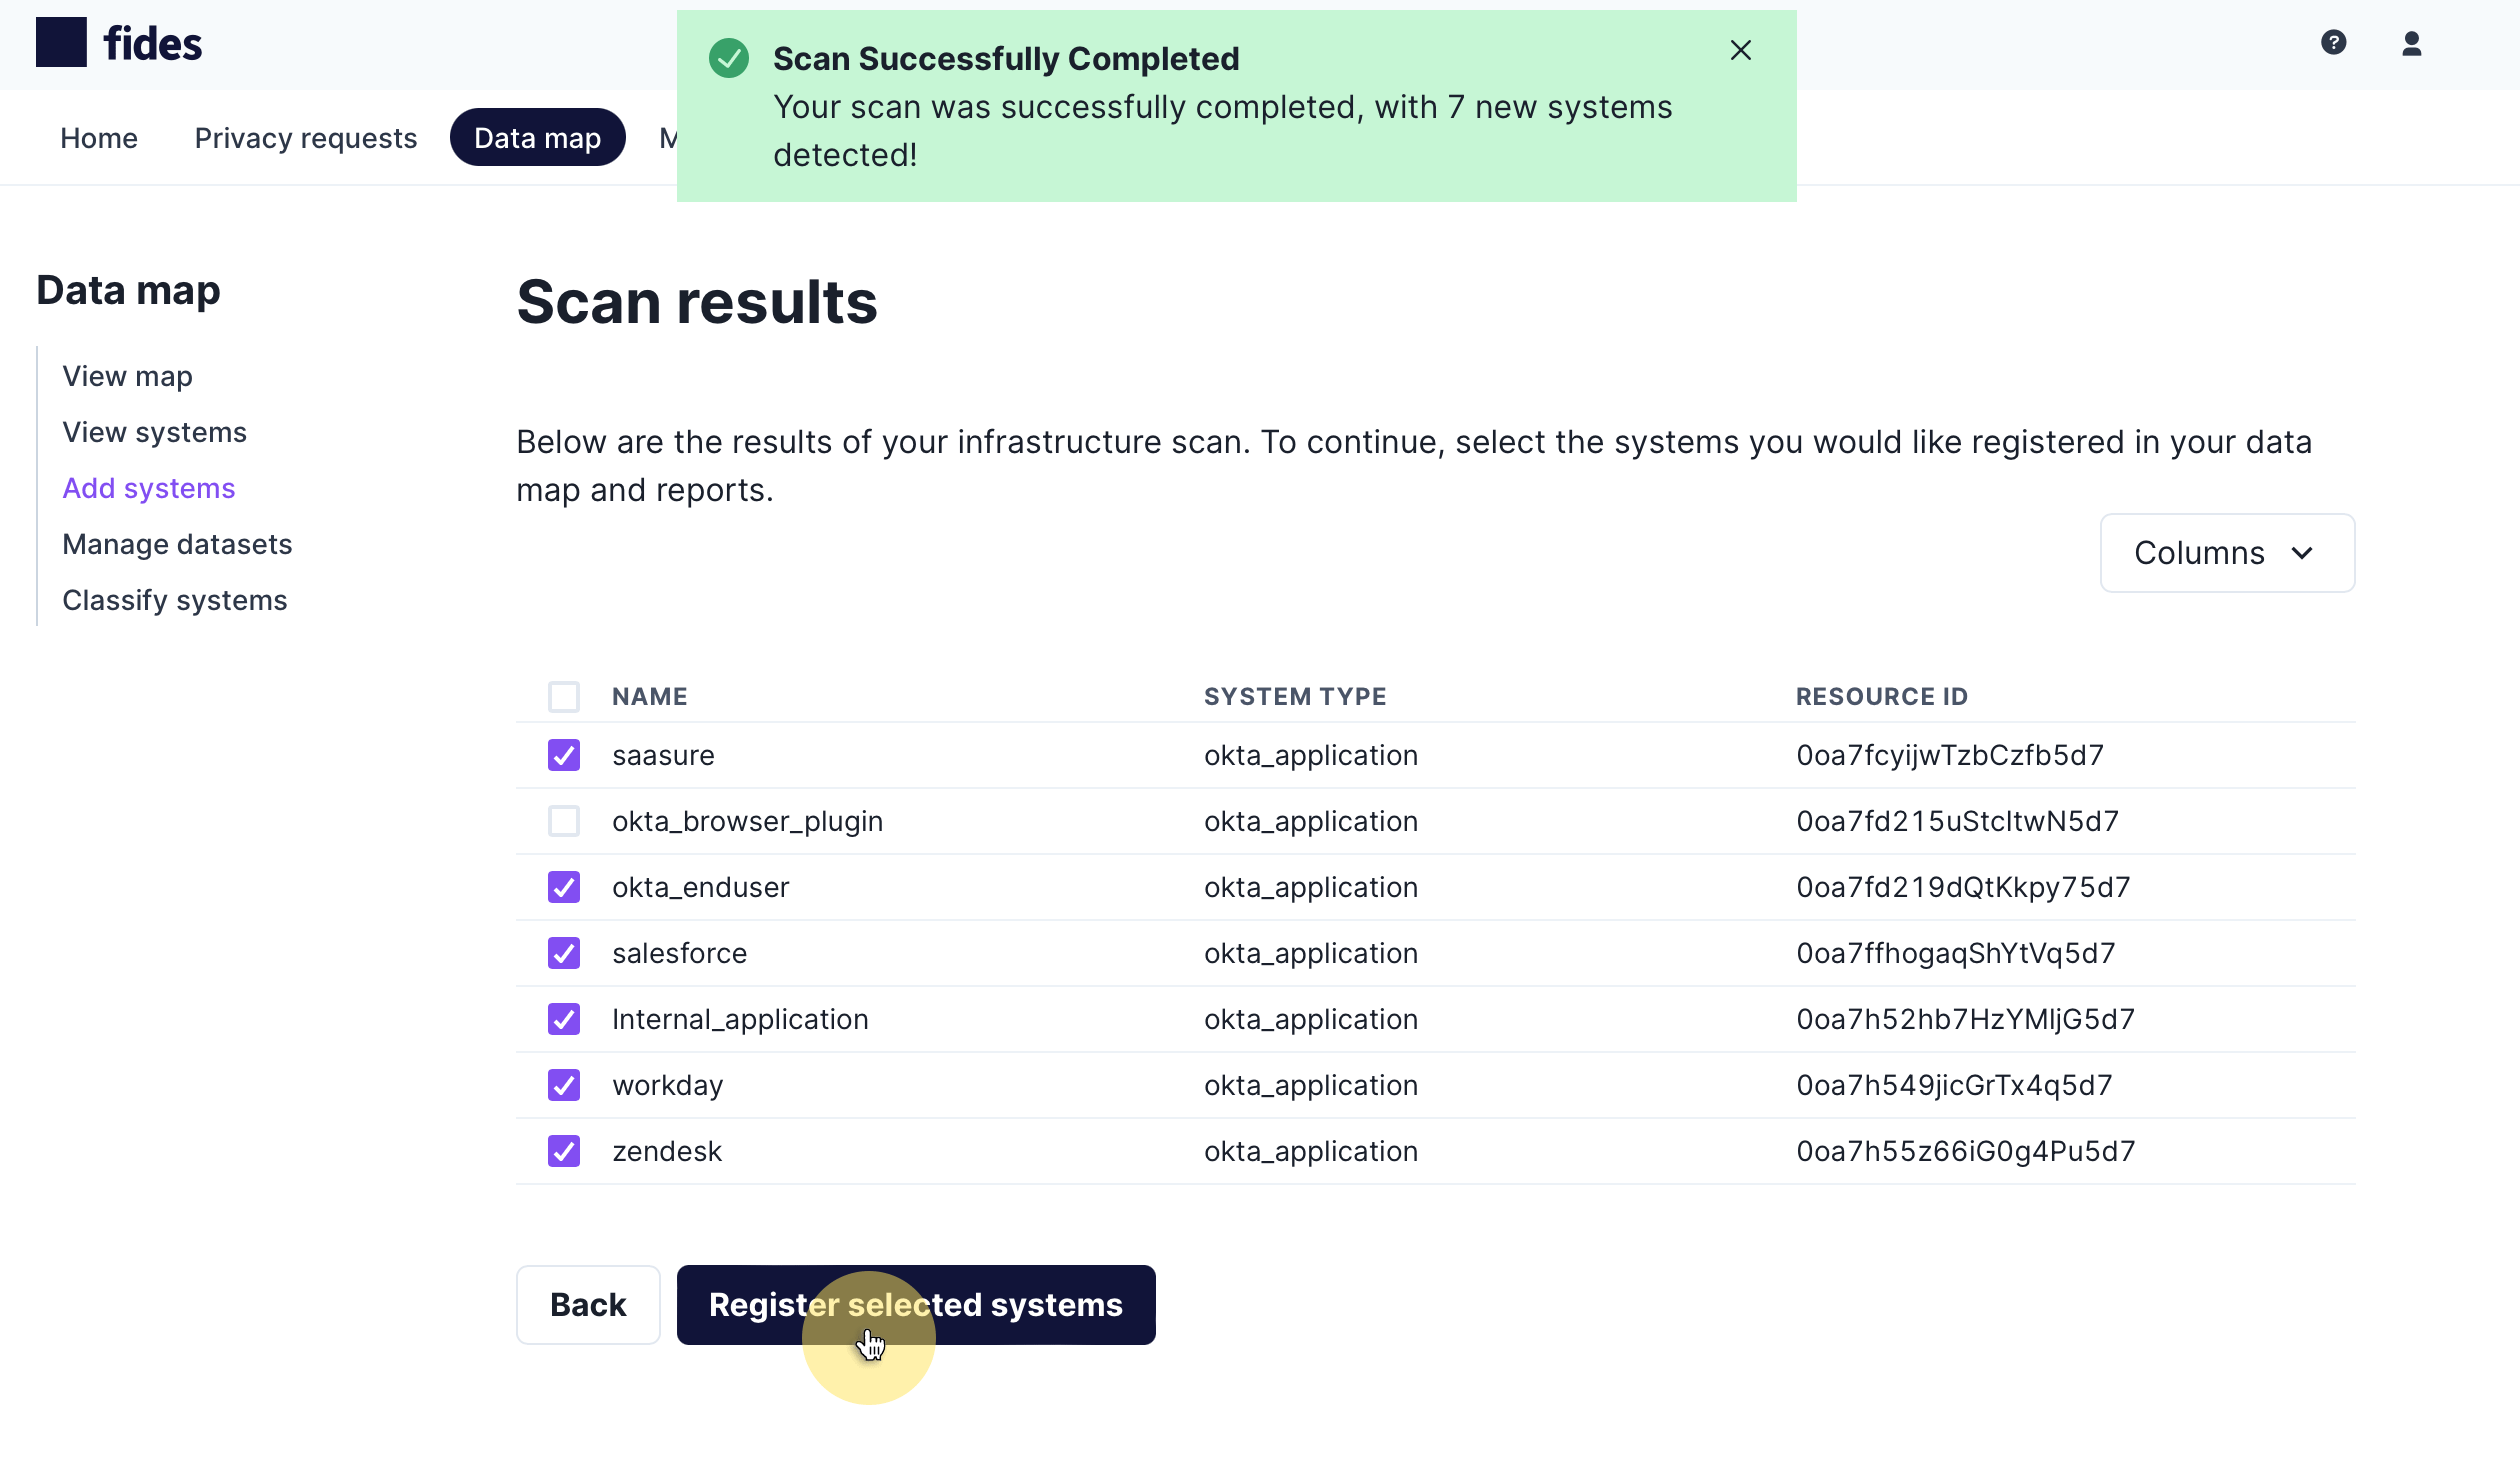 fides
Scan Successfully Completed
Your scan was successfully completed, with 7 new systems
detected!
Home Privacy requests Data map M
Data map
View map
View systems
Add systems
Manage datasets
Classify systems
Scan results
Below are the results of your infrastructure scan. To continue, select the systems you would like registered in your data
map and reports.
Columns
NAME SYSTEM TYPE RESOURCE ID
saasure okta_application 0oa7fcyijwTzbCzfb5d7
okta_browser_plugin okta_application 0oa7fd215uStcItwN5d7
okta_enduser okta_application 0oa7fd219dQtKkpy75d7
salesforce okta_application 0oa7ffhogaqShYtVq5d7
Internal_application okta_application 0oa7h52hb7HzYMljG5d7
workday okta_application 0oa7h549jicGrTx4q5d7
zendesk okta_application 0oa7h55z66iG0g4Pu5d7
Back Register selected systems